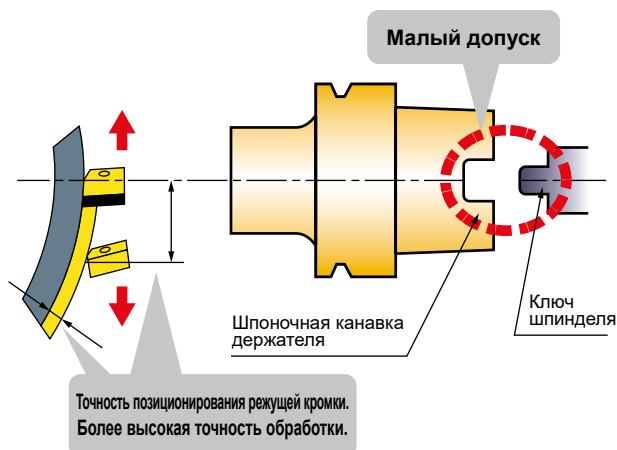 Малый допуск
Шпоночная канавка
держателя
Ключ
шпинделя
Точность позиционирования режущей кромки.
Более высокая точность обработки.